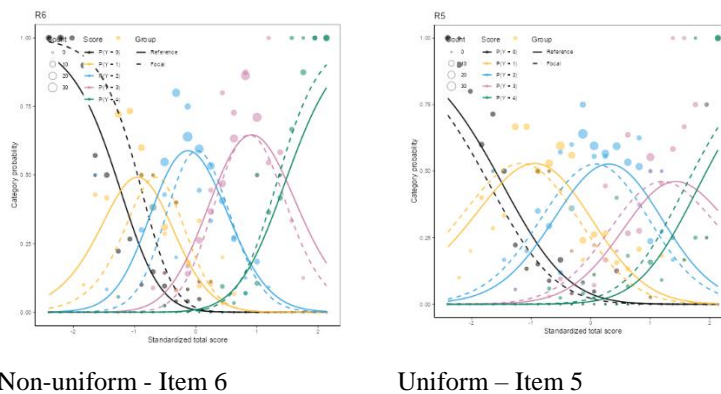 R6
Count Score Group
0 P(Y = 0) Reference
10 P(Y = 1) Focal
20 P(Y = 2)
30 P(Y = 3)
P(Y = 4)
1.00
0.75
0.50
0.25
0.00
Category probability
-2 -1 0 1 2
Standardized total score
R5
Count Score Group
0 P(Y = 0) Reference
10 P(Y = 1) Focal
20 P(Y = 2)
30 P(Y = 3)
P(Y = 4)
1.00
0.75
0.50
0.25
0.00
Category probability
-2 -1 0 1 2
Standardized total score
Non-uniform - Item 6
Uniform – Item 5